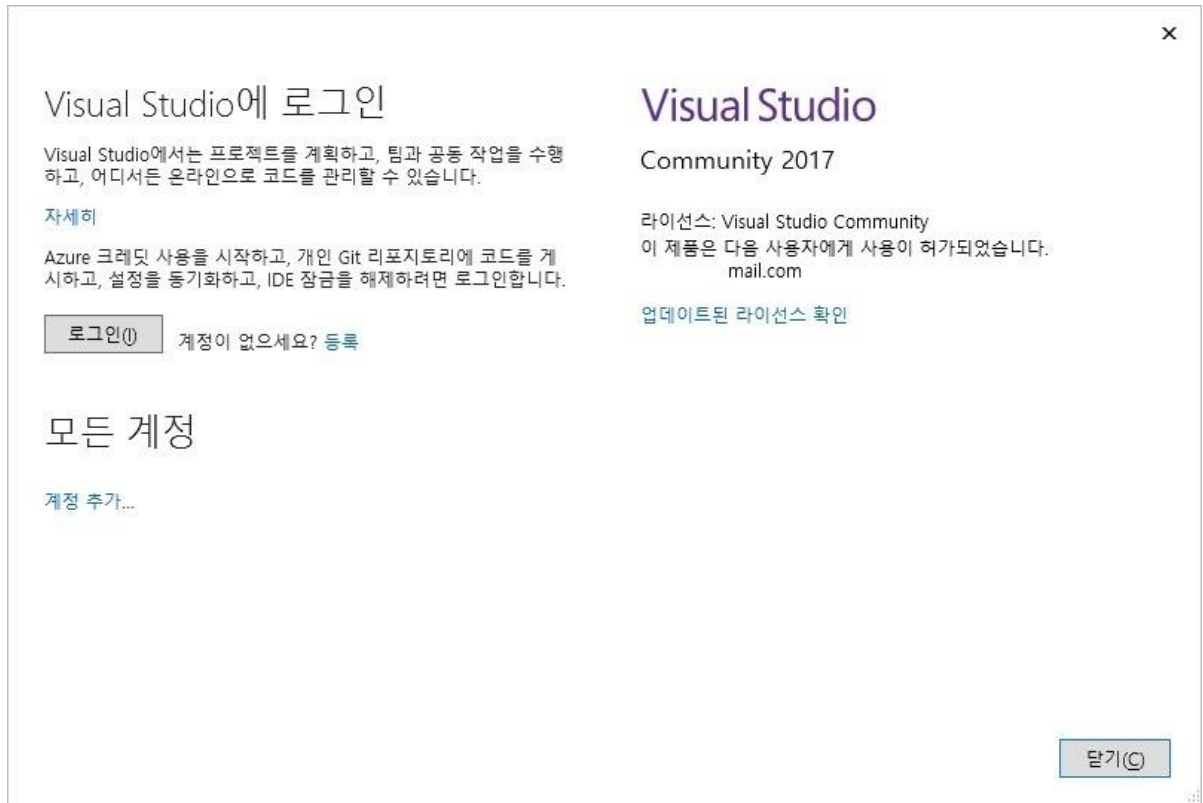 Visual Studio에 로그인
Visual Studio에서는 프로젝트를 계획하고, 팀과 공동 작업을 수행
하고, 어디서든 온라인으로 코드를 관리할 수 있습니다.
자세히
Azure 크레딧 사용을 시작하고, 개인 Git 리포지토리에 코드를 게
시하고, 설정을 동기화하고, IDE 잠금을 해제하려면 로그인합니다.
로그인(I) 계정이 없으세요? 등록
모든 계정
계정 추가...
Visual Studio
Community 2017
라이선스: Visual Studio Community
이 제품은 다음 사용자에게 사용이 허가되었습니다.
mail.com
업데이트된 라이선스 확인
닫기(C)